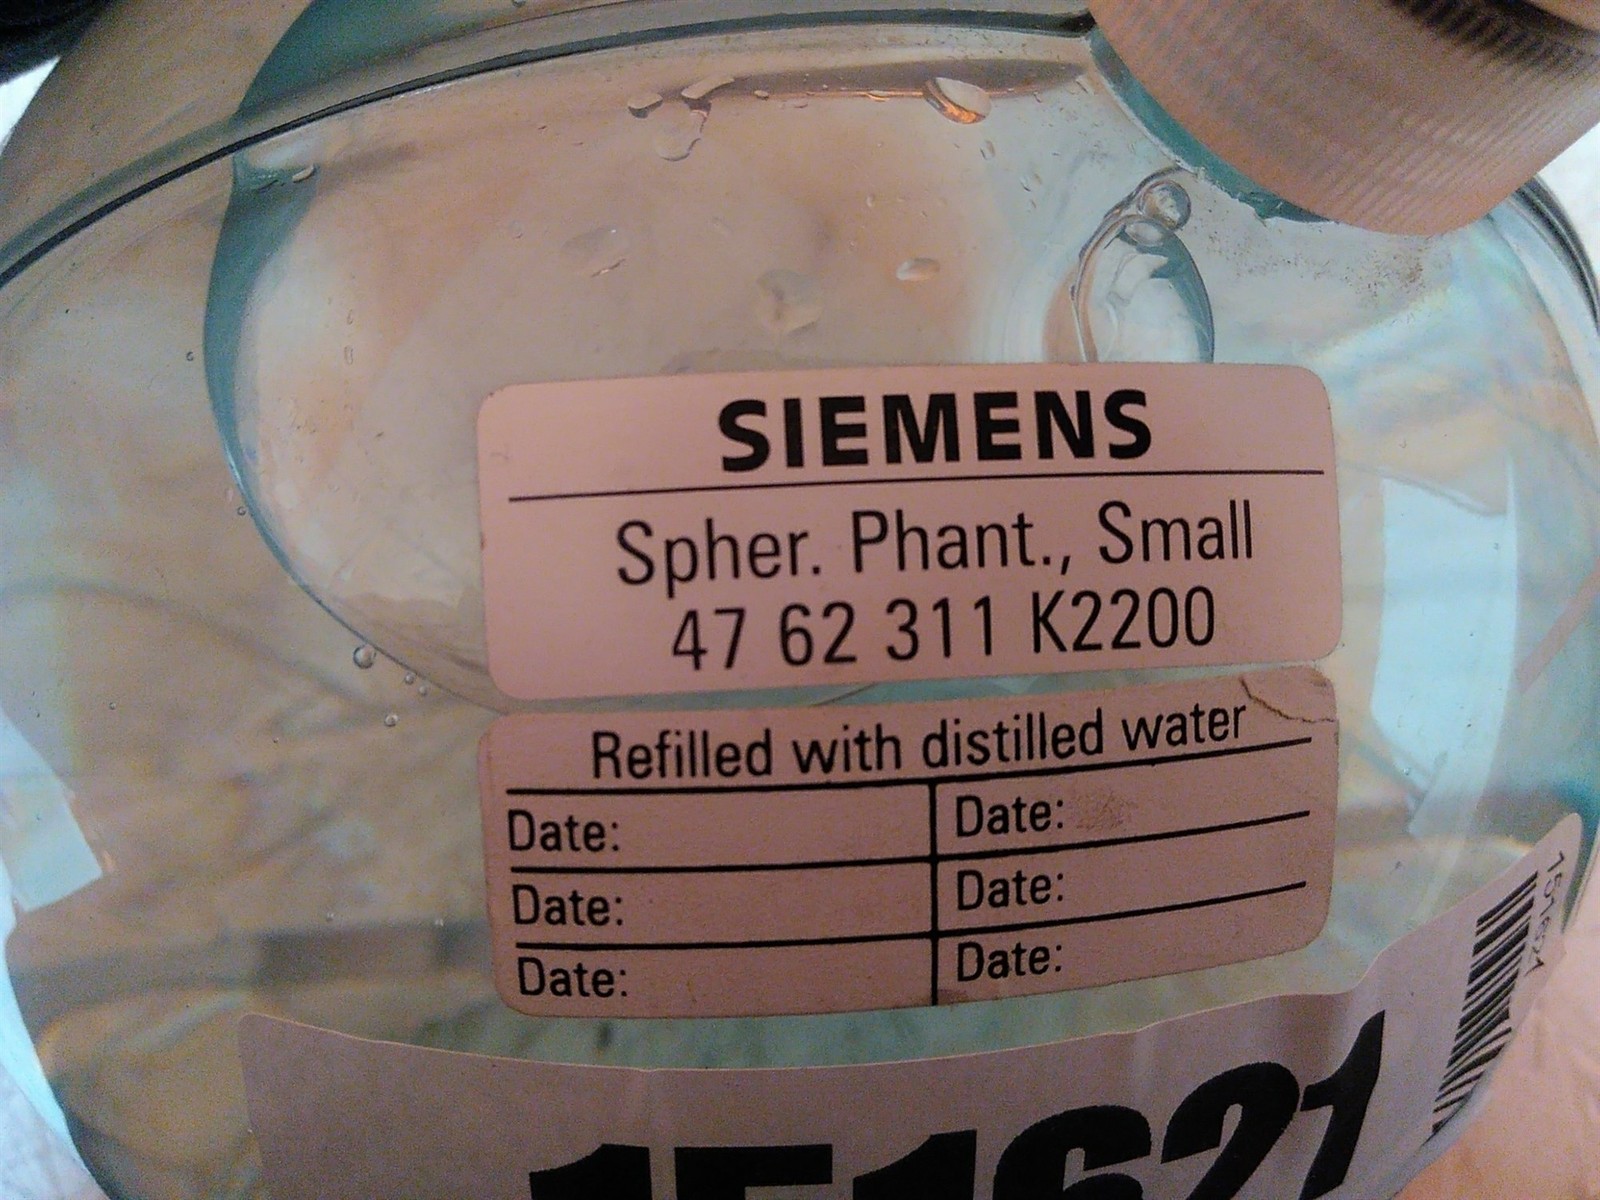 SIEMENS
Spher. Phant., Small
47 62 311 K2200
Refilled with distilled water
Date: Date:
Date: Date:
Date: Date:
151621